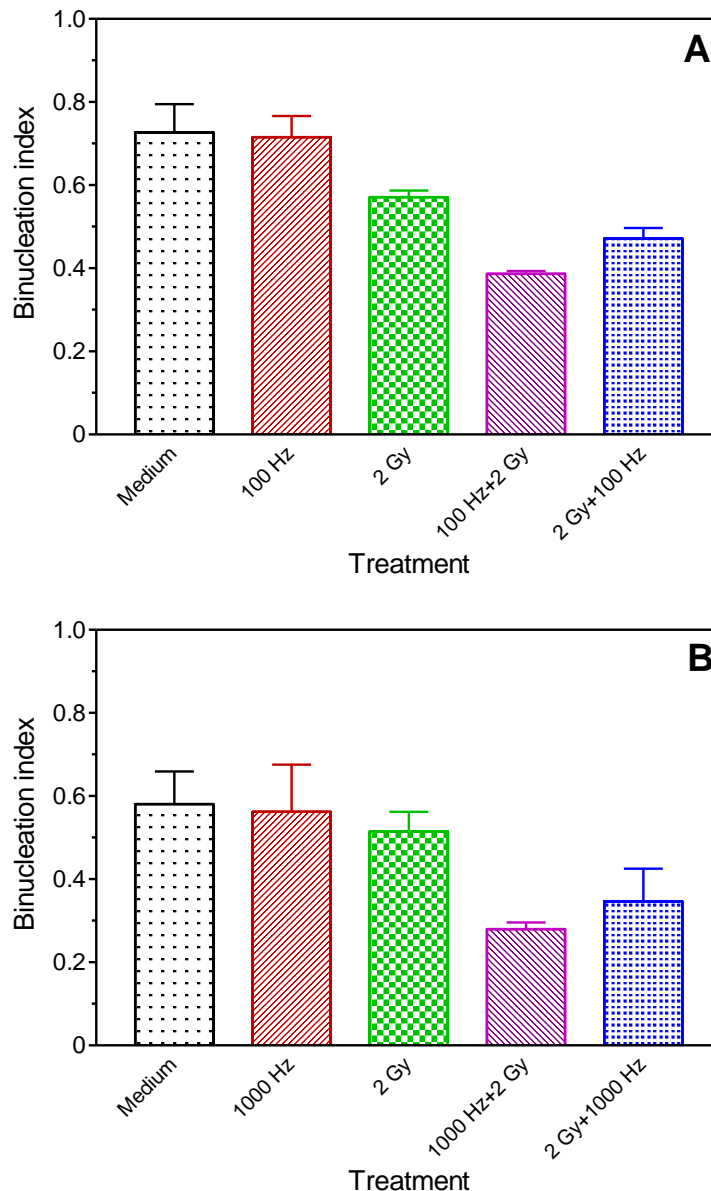 A
1.0
0.8
0.6
0.4
0.2
0
Binucleation index
Medium
100 Hz
2 Gy
100 Hz+2 Gy
2 Gy+100 Hz
Treatment
B
1.0
0.8
0.6
0.4
0.2
0
Binucleation index
Medium
1000 Hz
2 Gy
1000 Hz+2 Gy
2 Gy+1000 Hz
Treatment